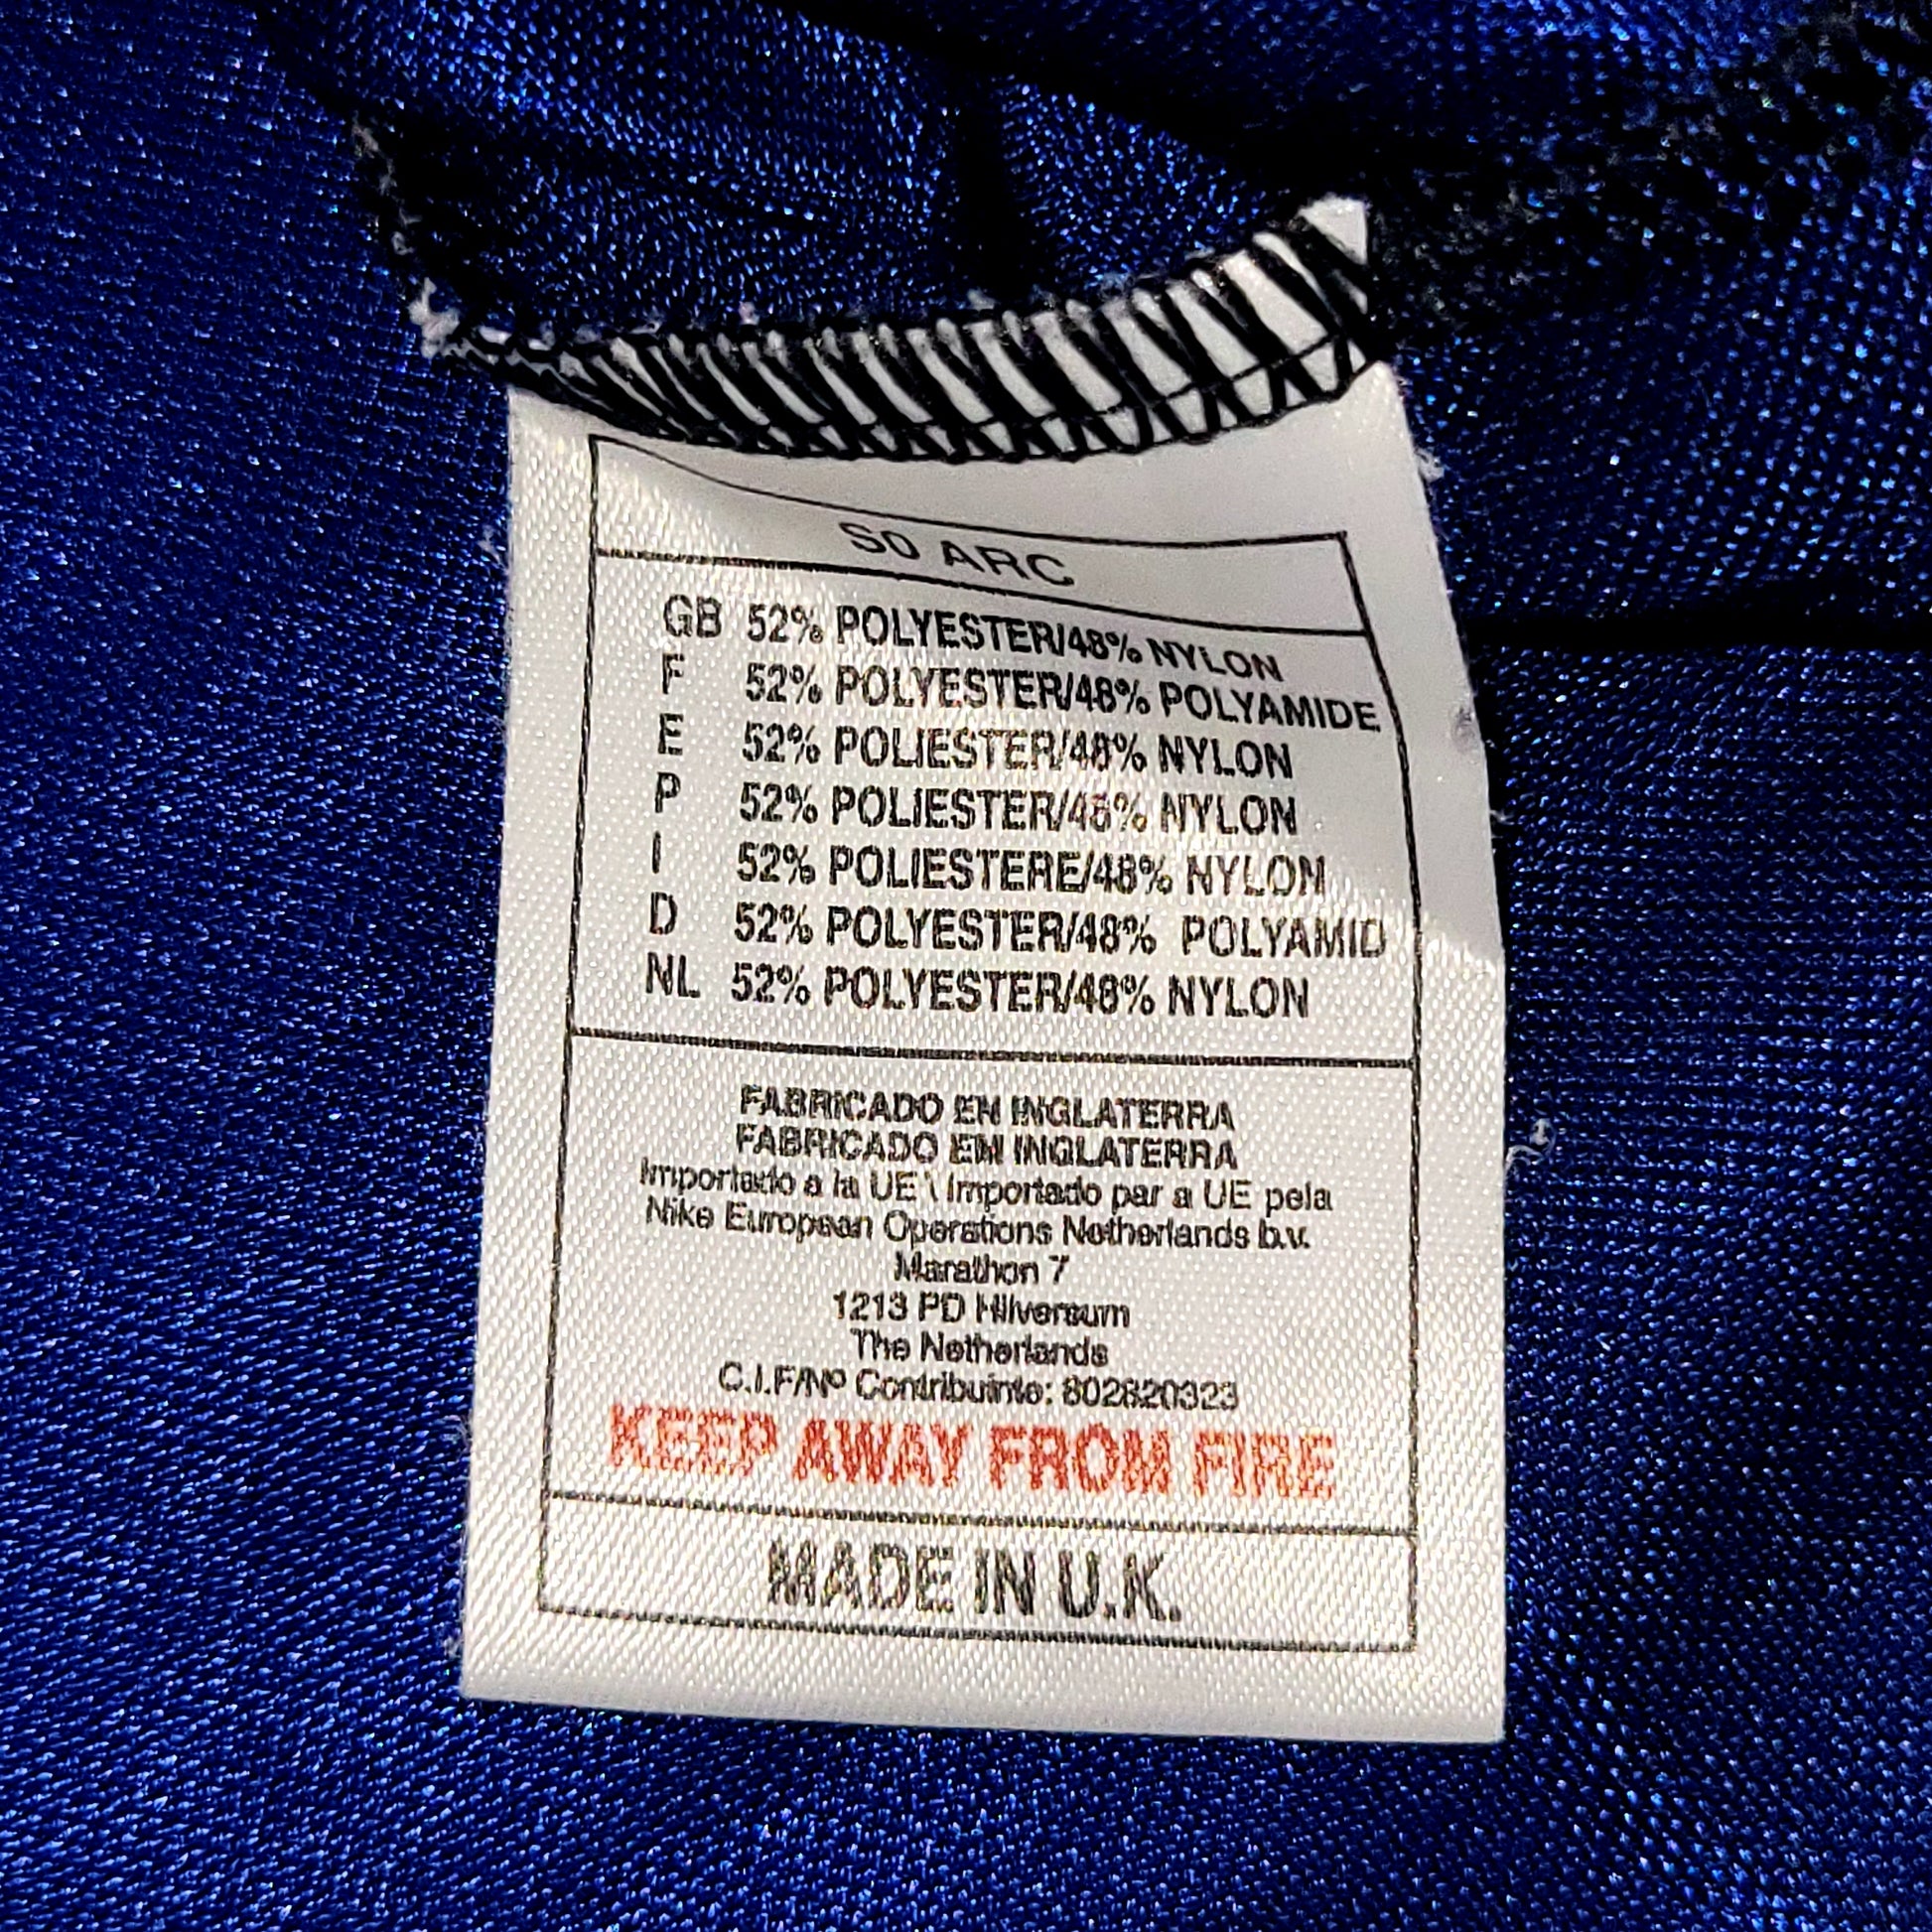 S0 ARC
GB 52% POLYESTER/48% NYLON
F 52% POLYESTER/48% POLYAMIDE
E 52% POLIESTER/48% NYLON
P 52% POLIESTER/48% NYLON
I 52% POLIESTERE/48% NYLON
D 52% POLYESTER/48% POLYAMID
NL 52% POLYESTER/48% NYLON
FABRICADO EN INGLATERRA
FABRICADO EM INGLATERRA
Importado a la UE \ Importado par a UE pela
Nike European Operations Netherlands b.v.
Marathon 7
1213 PD Hilversum
The Netherlands
C.I.F/Nº Contribuinte: 802820323
KEEP AWAY FROM FIRE
MADE IN U.K.